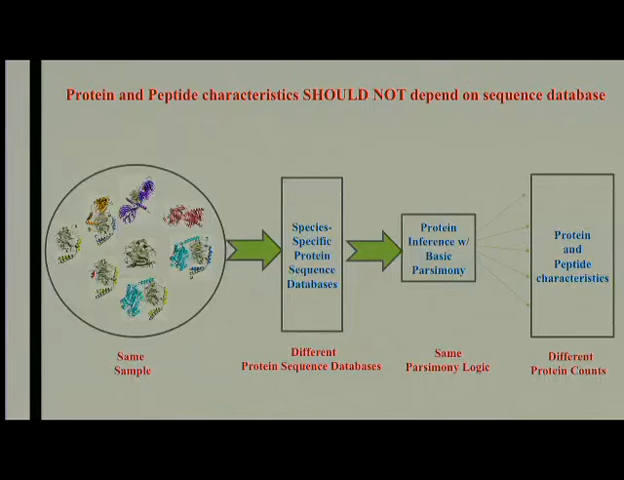 Protein and Peptide characteristics SHOULD NOT depend on sequence database
Species-
Specific
Protein
Sequence
Databases
Protein
Inference w/
Basic
Parsimony
Protein
and
Peptide
characteristics
Same
Sample
Different
Protein Sequence Databases
Same
Parsimony Logic
Different
Protein Counts